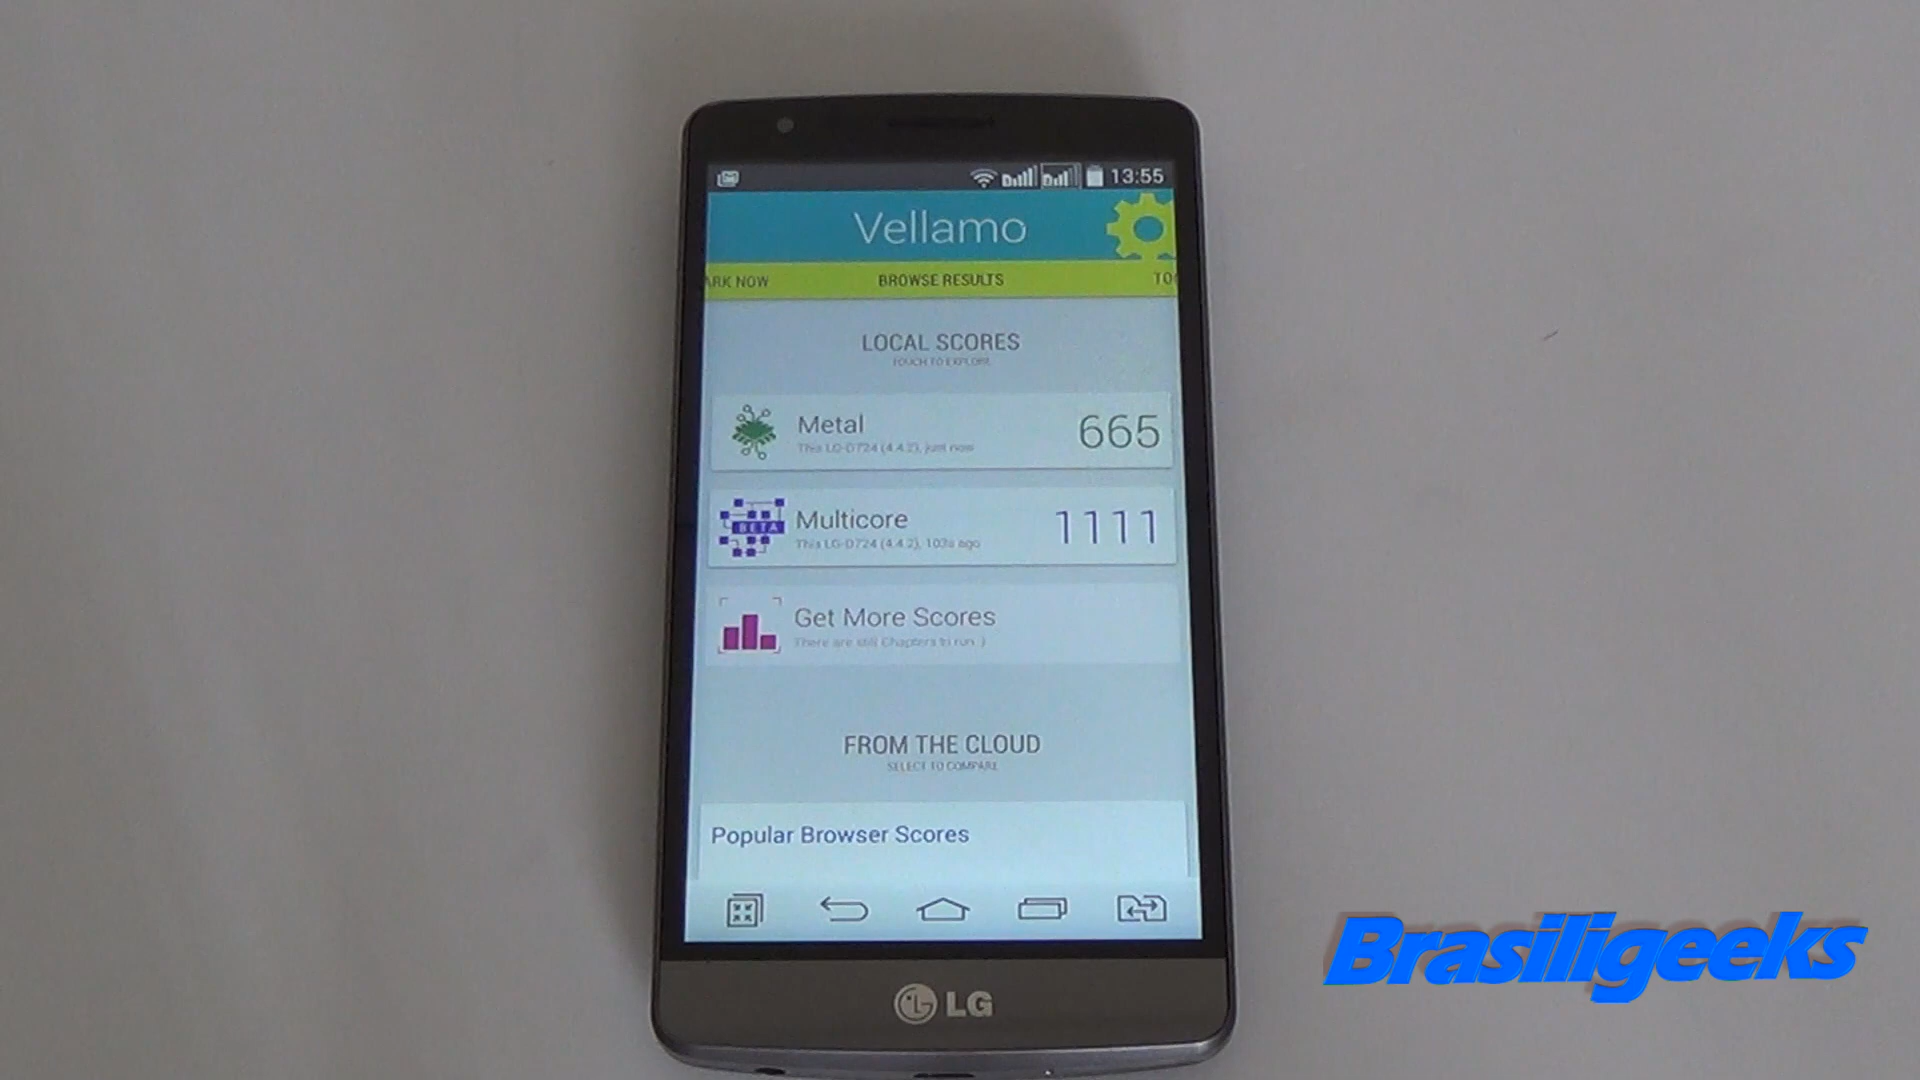 13:55
Vellamo
ARK NOW BROWSE RESULTS TO
LOCAL SCORES
TOUCH TO EXPLORE
Metal 665
This LG-D724 (4.4.2), just now
BETA
Multicore 1111
This LG-D724 (4.4.2), 103s ago
Get More Scores
There are still Chapters to run :)
FROM THE CLOUD
SELECT TO COMPARE
Popular Browser Scores
LG
Brasiligeeks